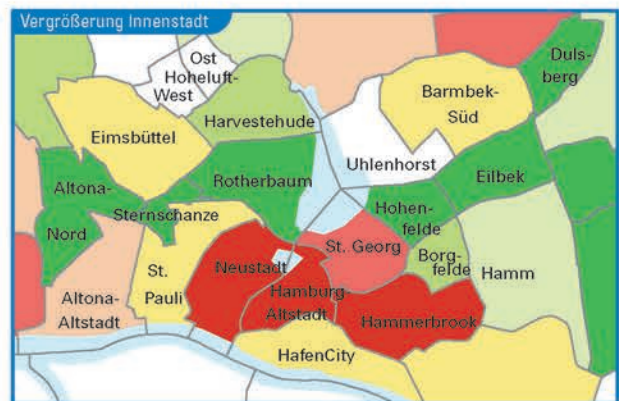 Vergrößerung Innenstadt
Ost
Hoheluft-
West
Duls-
berg
Barmbek-
Süd
Harvestehude
Eimsbüttel
Uhlenhorst
Altona-
Nord
Rotherbaum
Eilbek
Sternschanze
Hohen-
felde
St. Georg
Borg-
felde
Hamm
St.
Pauli
Neustadt
Hamburg-
Altstadt
Altona-
Altstadt
Hammerbrook
HafenCity